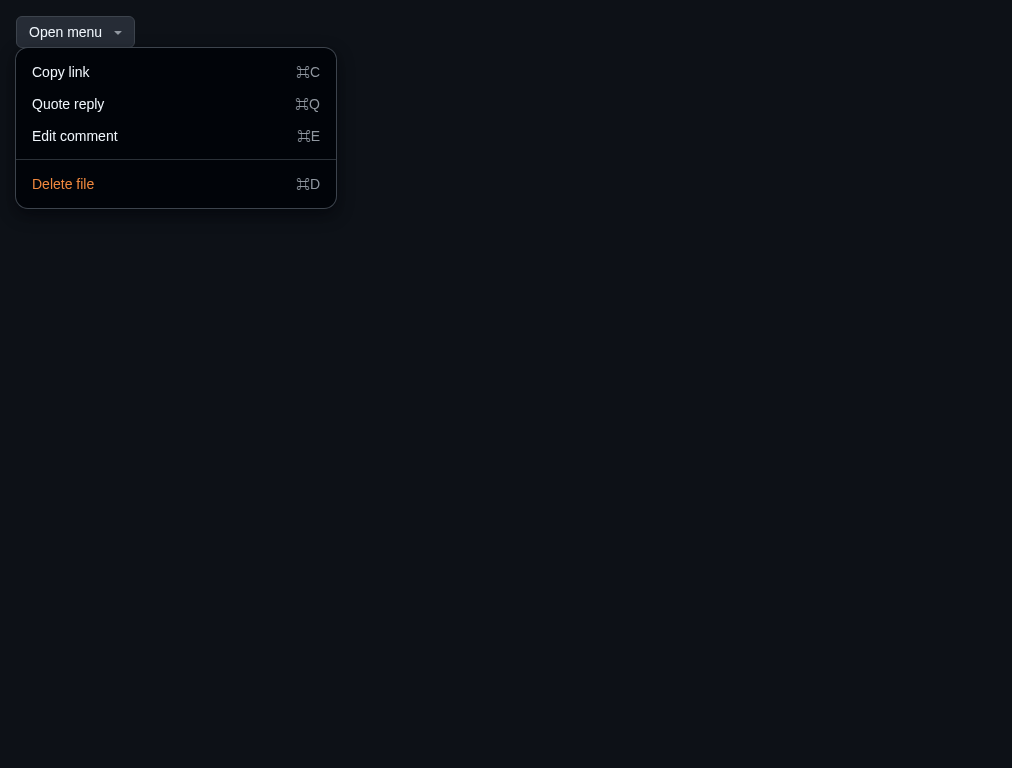 Open menu
Copy link ⌘C
Quote reply ⌘Q
Edit comment ⌘E
Delete file ⌘D